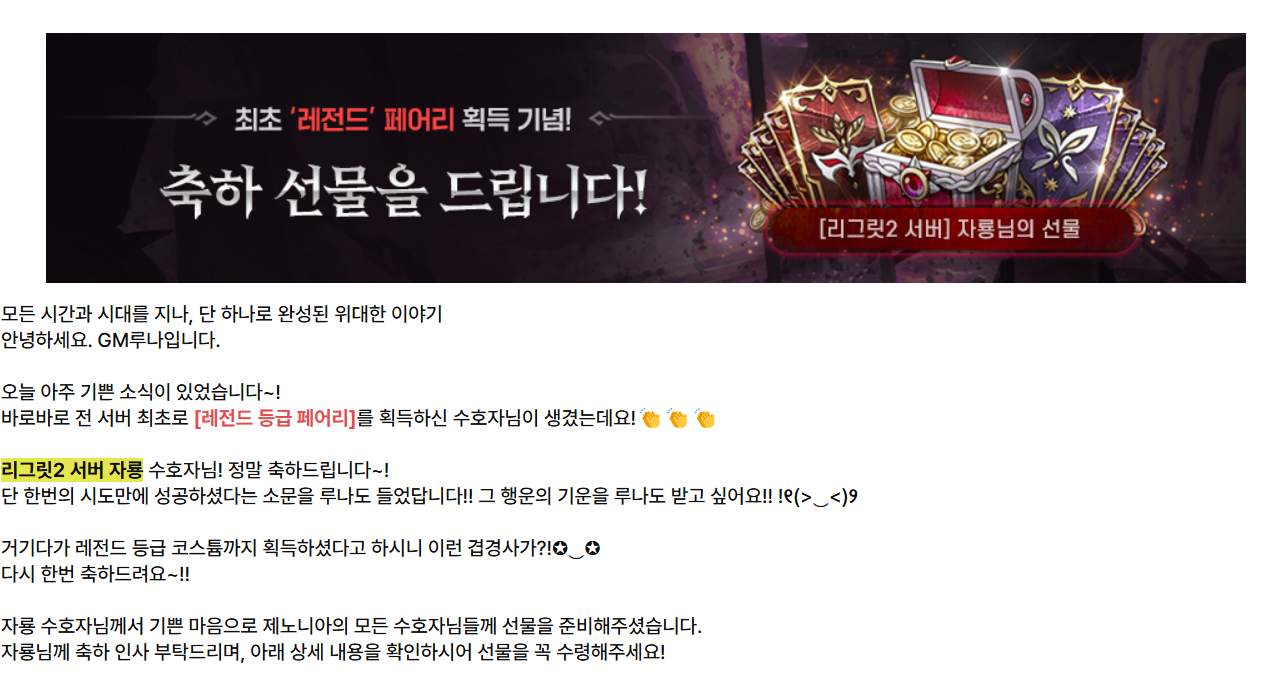 최초 ‘레전드’ 페어리 획득 기념!
축하 선물을 드립니다!
[리그릿2 서버] 자룡님의 선물
모든 시간과 시대를 지나, 단 하나로 완성된 위대한 이야기
안녕하세요. GM루나입니다.
오늘 아주 기쁜 소식이 있었습니다~!
바로바로 전 서버 최초로 [레전드 등급 페어리]를 획득하신 수호자님이 생겼는데요! 👏 👏 👏
리그릿2 서버 자룡 수호자님! 정말 축하드립니다~!
단 한번의 시도만에 성공하셨다는 소문을 루나도 들었답니다!! 그 행운의 기운을 루나도 받고 싶어요!! !୧(>‿<)୨
거기다가 레전드 등급 코스튬까지 획득하셨다고 하시니 이런 겹경사가?!✪‿✪
다시 한번 축하드려요~!!
자룡 수호자님께서 기쁜 마음으로 제노니아의 모든 수호자님들께 선물을 준비해주셨습니다.
자룡님께 축하 인사 부탁드리며, 아래 상세 내용을 확인하시어 선물을 꼭 수령해주세요!